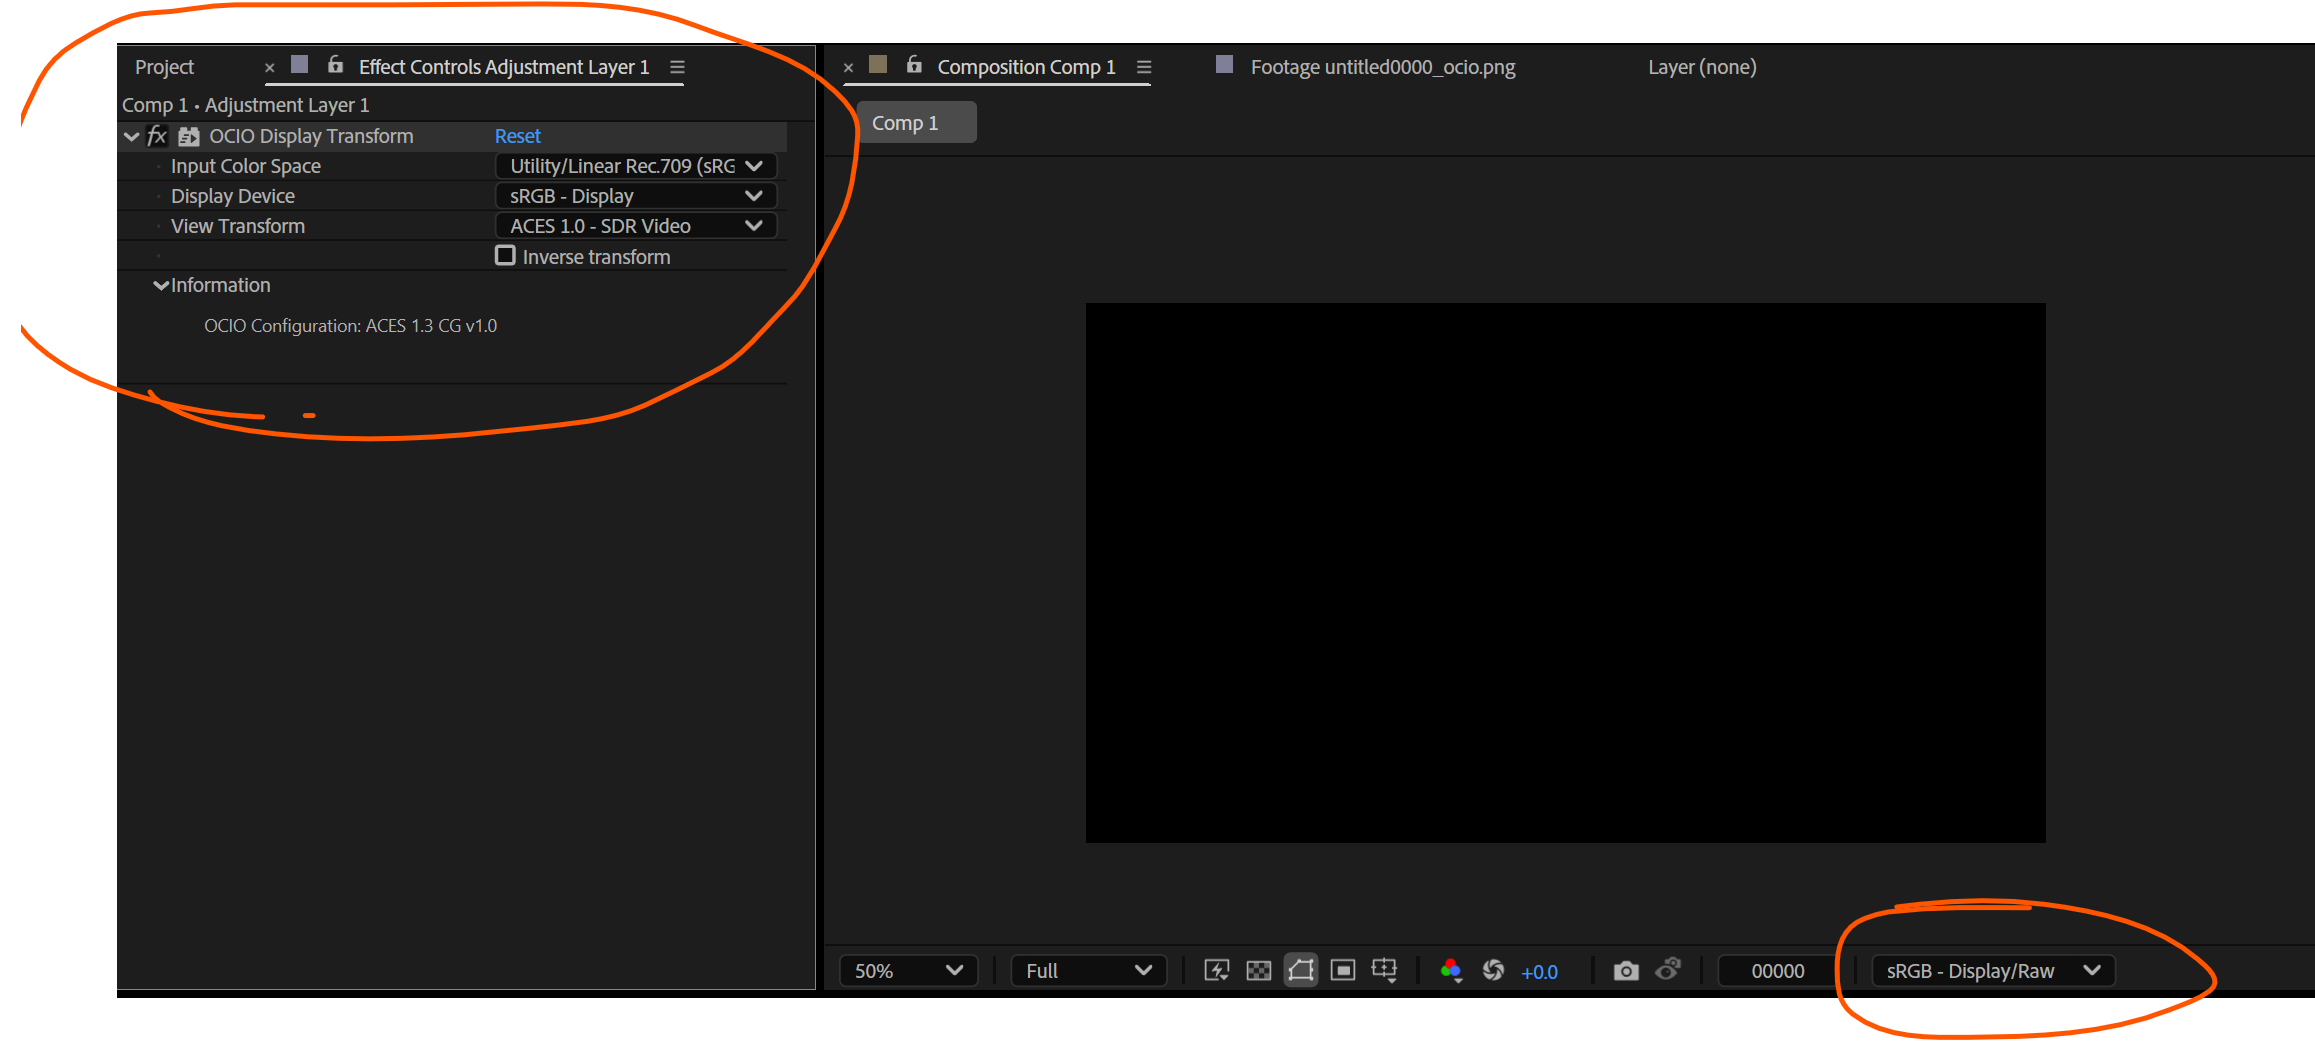 Project
× Effect Controls Adjustment Layer 1
Comp 1 • Adjustment Layer 1
fx OCIO Display Transform Reset
Input Color Space Utility/Linear Rec.709 (sRG
Display Device sRGB - Display
View Transform ACES 1.0 - SDR Video
Inverse transform
Information
OCIO Configuration: ACES 1.3 CG v1.0
× Composition Comp 1
Footage untitled0000_ocio.png
Layer (none)
Comp 1
50% Full +0.0 00000 sRGB - Display/Raw